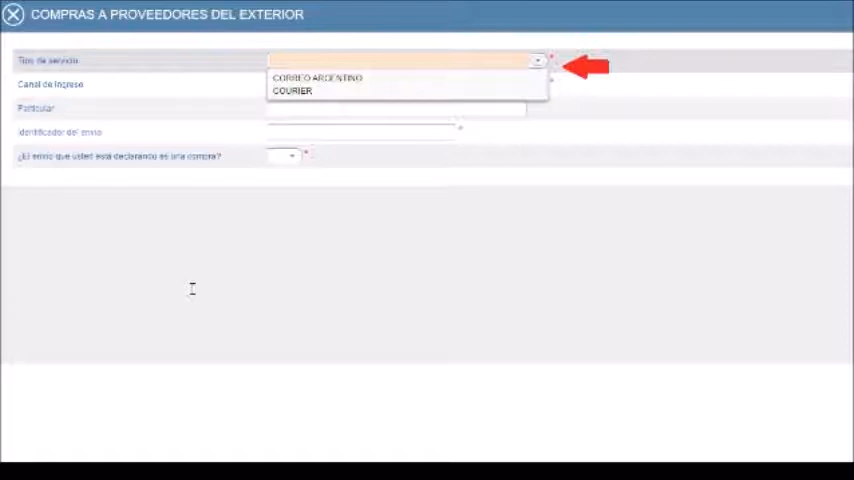 COMPRAS A PROVEEDORES DEL EXTERIOR
Tipo de servicio *
CORREO ARGENTINO
COURIER
Canal de Ingreso *
Particular
Identificador del envío *
¿El envío que usted está declarando es una compra? *